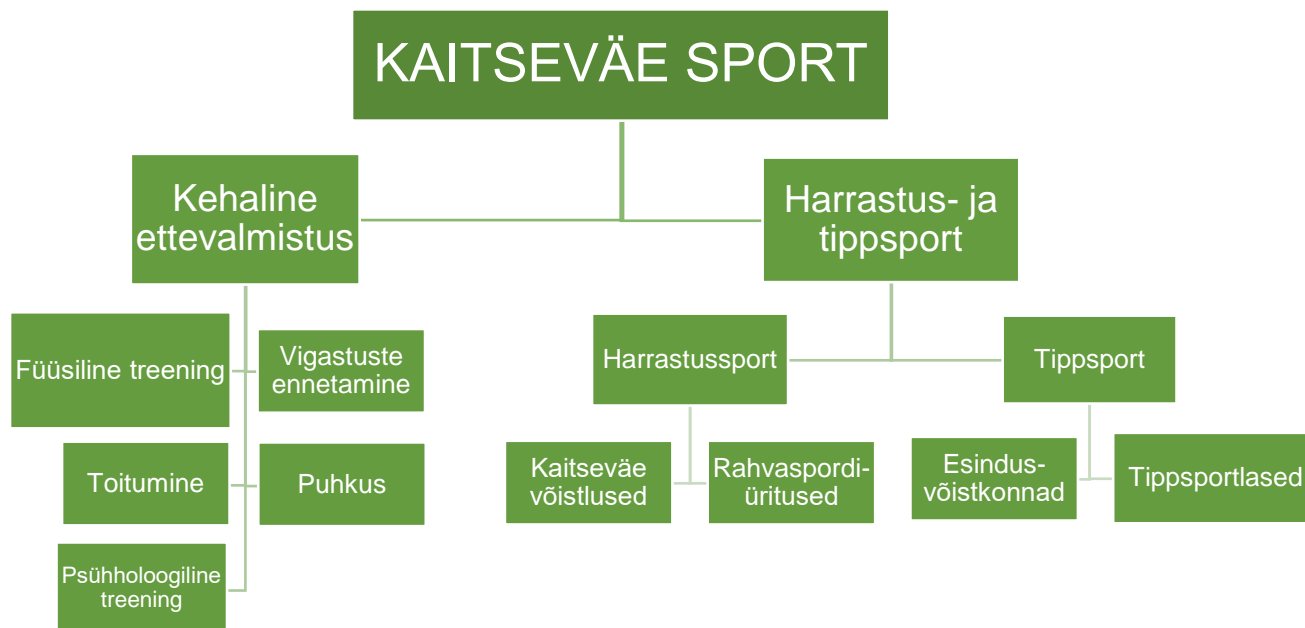 KAITSEVÄE SPORT
Kehaline
ettevalmistus
Harrastus- ja
tippsport
Füüsiline treening
Vigastuste
ennetamine
Toitumine
Puhkus
Psühholoogiline
treening
Harrastussport
Tippsport
Kaitseväe
võistlused
Rahvaspordi-
üritused
Esindus-
võistkonnad
Tippsportlased